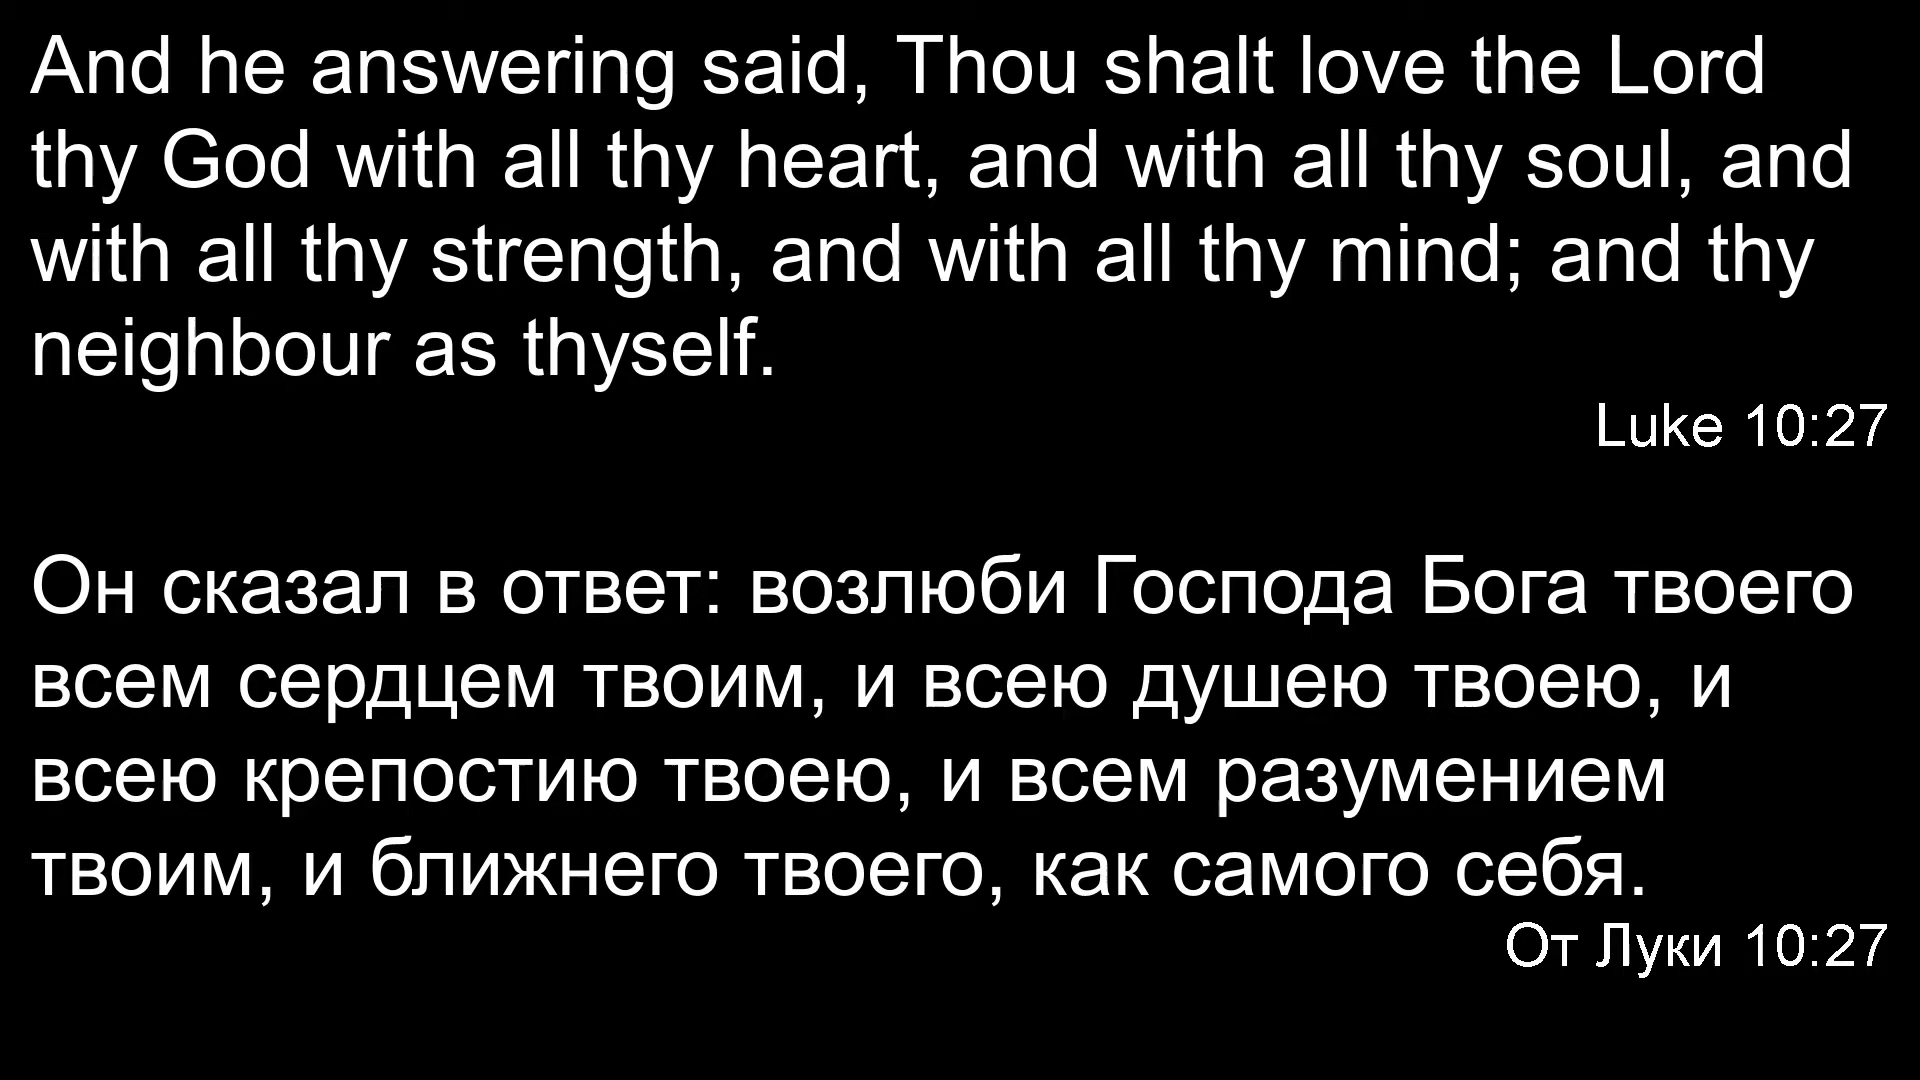 And he answering said, Thou shalt love the Lord
thy God with all thy heart, and with all thy soul, and
with all thy strength, and with all thy mind; and thy
neighbour as thyself.
Luke 10:27
Он сказал в ответ: возлюби Господа Бога твоего
всем сердцем твоим, и всею душею твоею, и
всею крепостию твоею, и всем разумением
твоим, и ближнего твоего, как самого себя.
От Луки 10:27